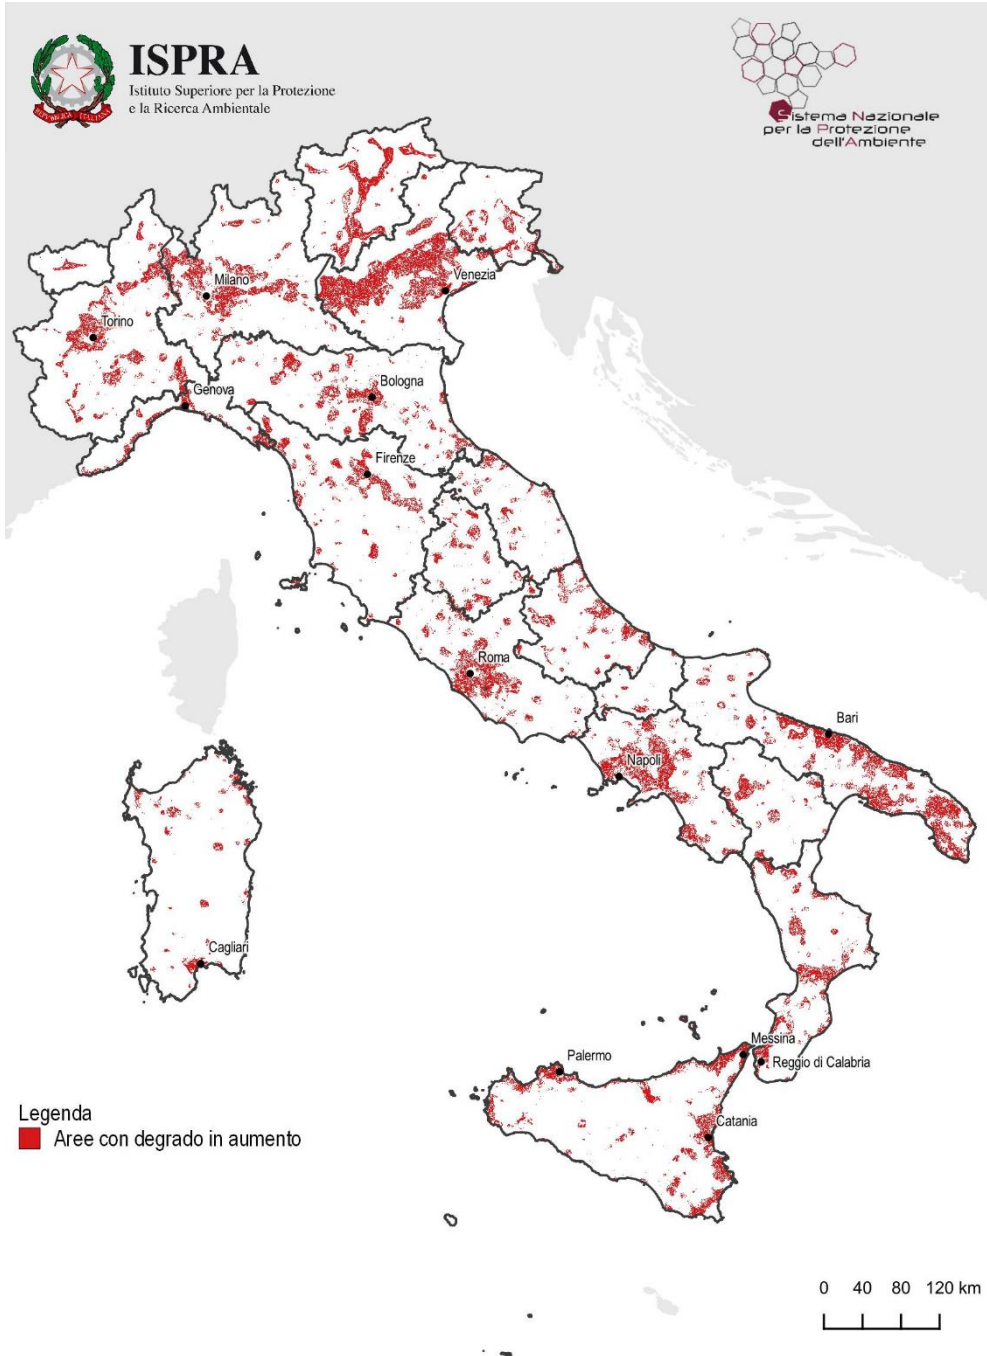 ISPRA
Istituto Superiore per la Protezione
e la Ricerca Ambientale
REPVBBLICA ITALIANA
Sistema Nazionale
per la Protezione
dell'Ambiente
Milano
Venezia
Torino
Genova
Bologna
Firenze
Roma
Bari
Napoli
Cagliari
Messina
Palermo
Reggio di Calabria
Catania
Legenda
Aree con degrado in aumento
0 40 80 120 km